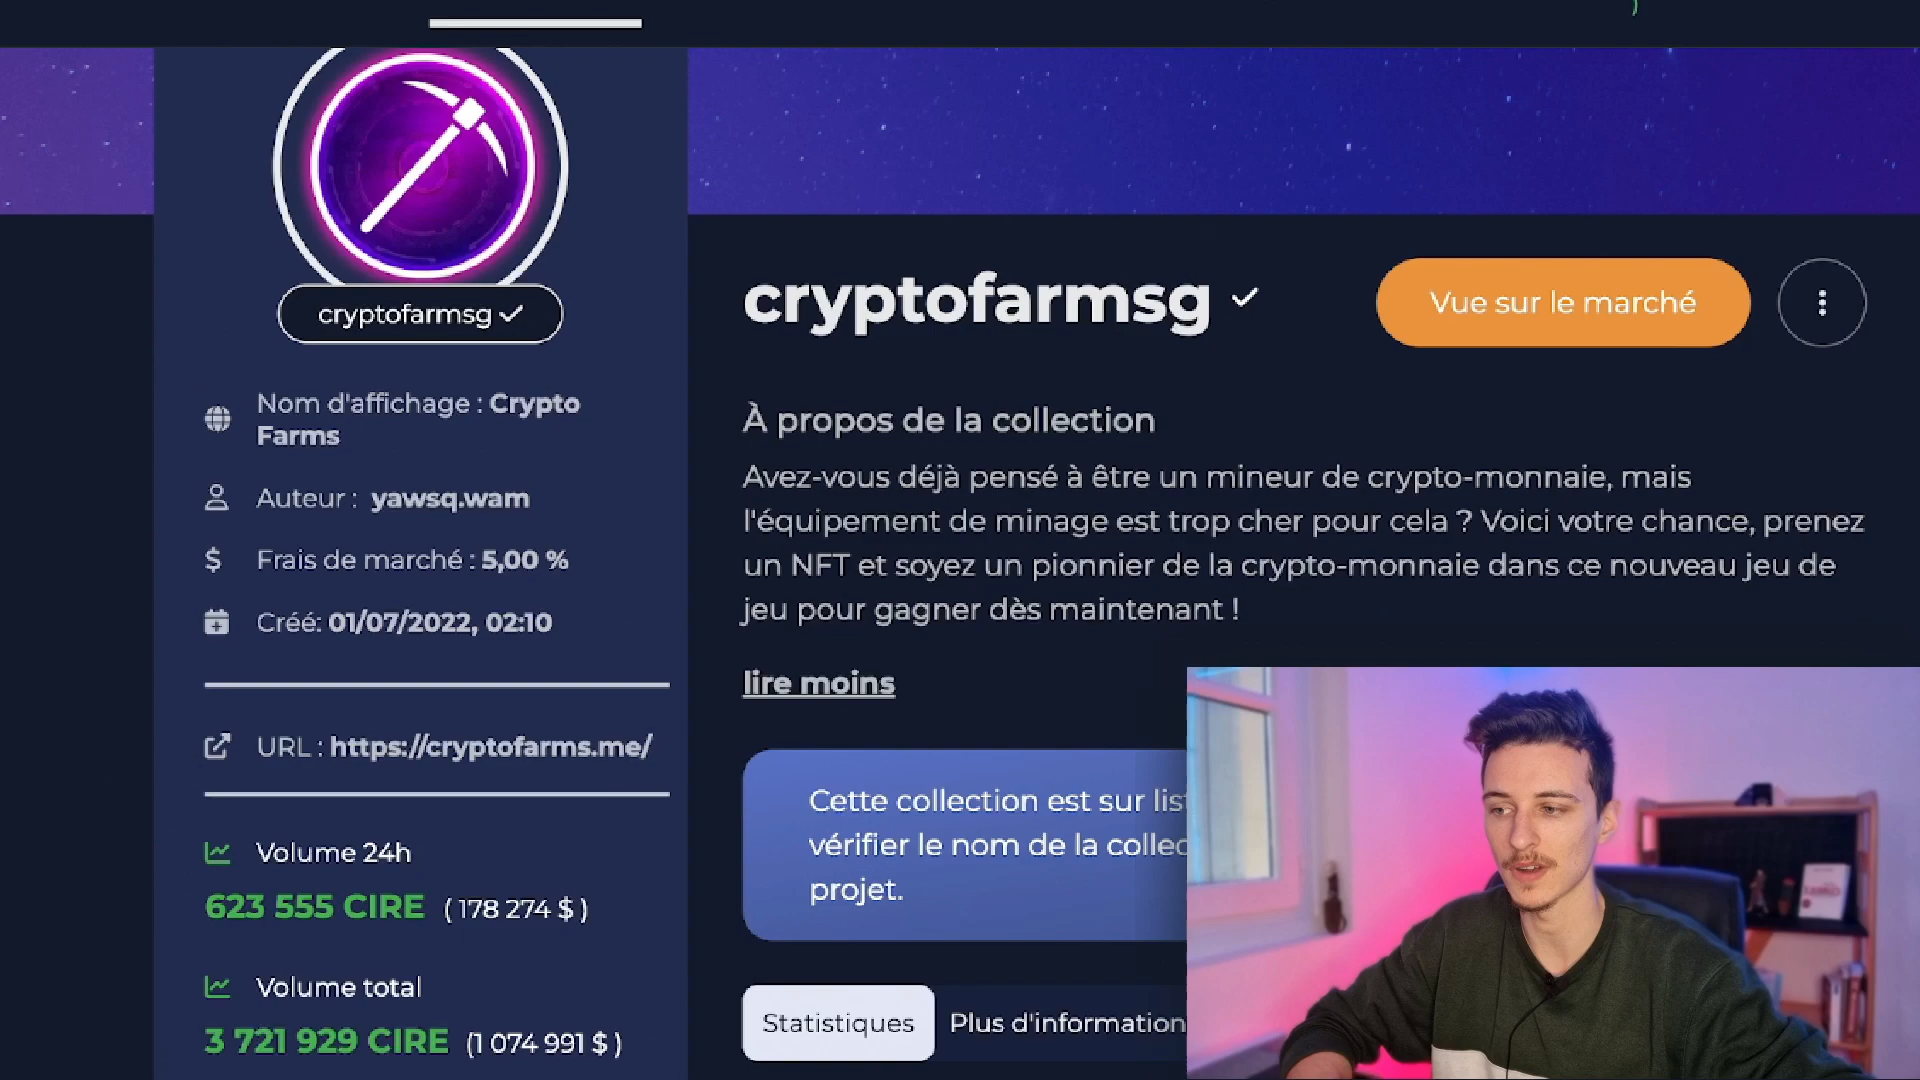 cryptofarmsg
Nom d'affichage : Crypto
Farms
Auteur : yawsq.wam
Frais de marché : 5,00 %
Créé: 01/07/2022, 02:10
URL : https://cryptofarms.me/
Volume 24h
623 555 CIRE ( 178 274 $ )
Volume total
3 721 929 CIRE (1 074 991 $ )
cryptofarmsg
Vue sur le marché
À propos de la collection
Avez-vous déjà pensé à être un mineur de crypto-monnaie, mais
l'équipement de minage est trop cher pour cela ? Voici votre chance, prenez
un NFT et soyez un pionnier de la crypto-monnaie dans ce nouveau jeu de
jeu pour gagner dès maintenant !
lire moins
Cette collection est sur
vérifier le nom de la
projet.
Statistiques
Plus d'information